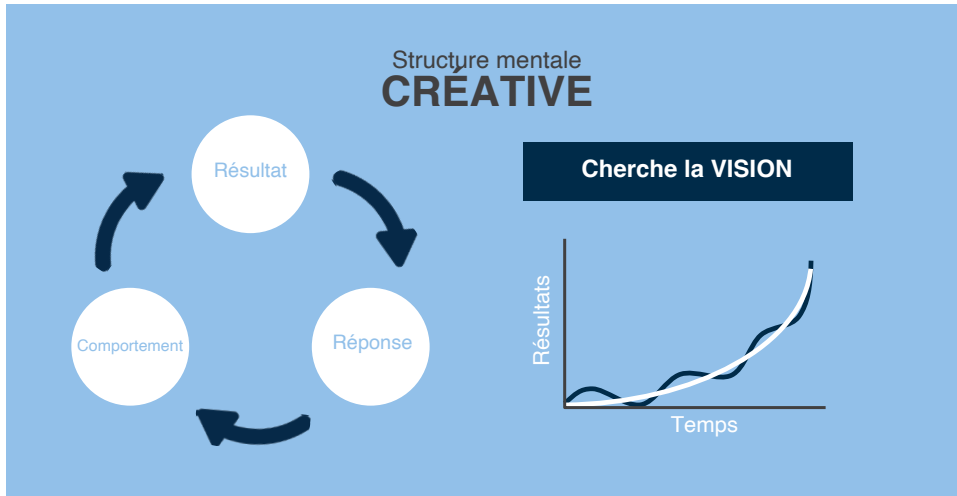 Structure mentale
CRÉATIVE
Résultat
Comportement
Réponse
Cherche la VISION
Résultats
Temps